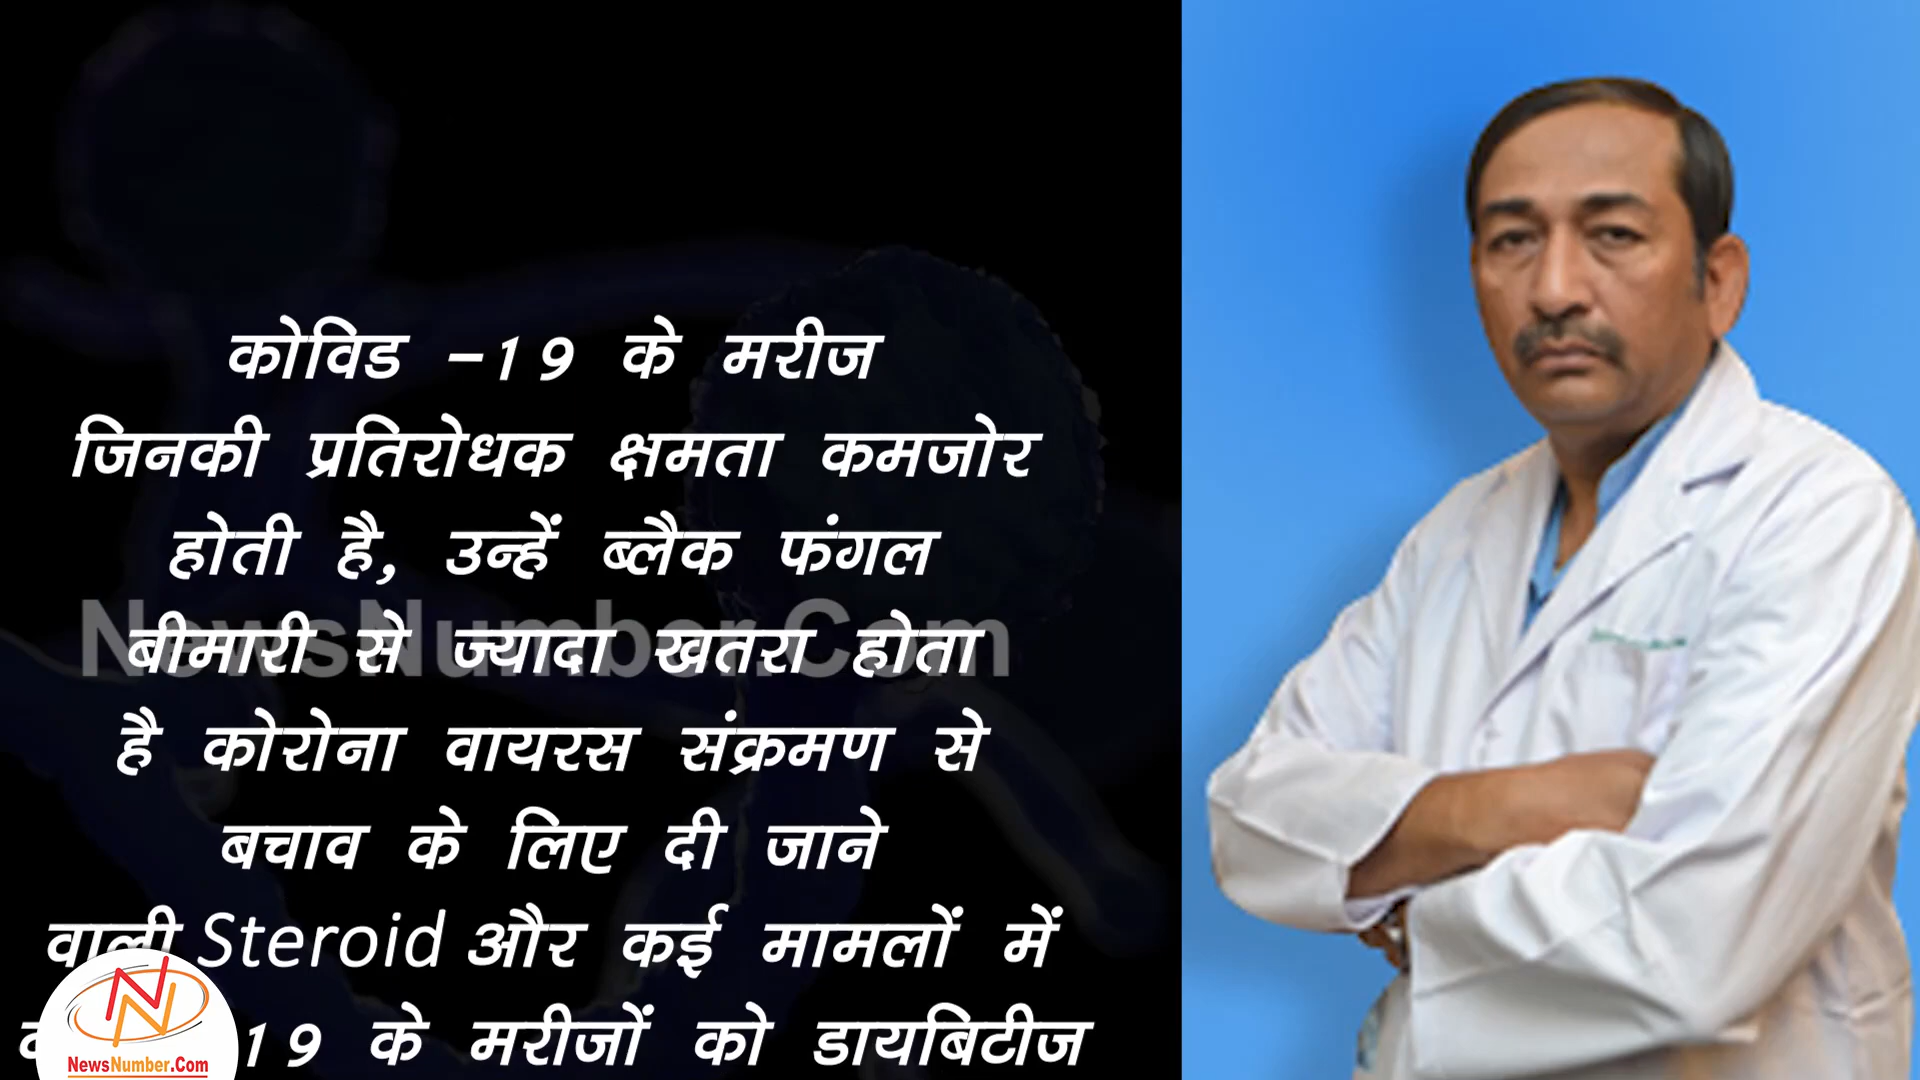 कोविड -19 के मरीज
जिनकी प्रतिरोधक क्षमता कमजोर
होती है, उन्हें ब्लैक फंगल
बीमारी से ज्यादा खतरा होता
NewsNumber.Com
है कोरोना वायरस संक्रमण से
बचाव के लिए दी जाने
वाली Steroid और कई मामलों में
19 के मरीजों को डायबिटीज
NN
NewsNumber.Com